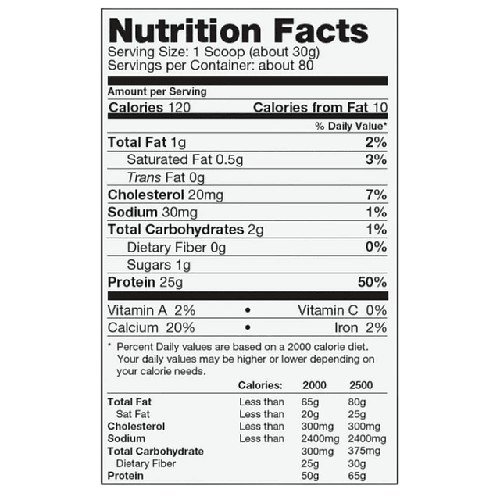 Nutrition Facts
Serving Size: 1 Scoop (about 30g)
Servings per Container: about 80
Amount per Serving
Calories 120 Calories from Fat 10
% Daily Value*
Total Fat 1g 2%
Saturated Fat 0.5g 3%
Trans Fat 0g
Cholesterol 20mg 7%
Sodium 30mg 1%
Total Carbohydrates 2g 1%
Dietary Fiber 0g 0%
Sugars 1g
Protein 25g 50%
Vitamin A 2% • Vitamin C 0%
Calcium 20% • Iron 2%
* Percent Daily values are based on a 2000 calorie diet.
Your daily values may be higher or lower depending on
your calorie needs.
Calories: 2000 2500
Total Fat Less than 65g 80g
Sat Fat Less than 20g 25g
Cholesterol Less than 300mg 300mg
Sodium Less than 2400mg 2400mg
Total Carbohydrate 300mg 375mg
Dietary Fiber 25g 30g
Protein 50g 65g